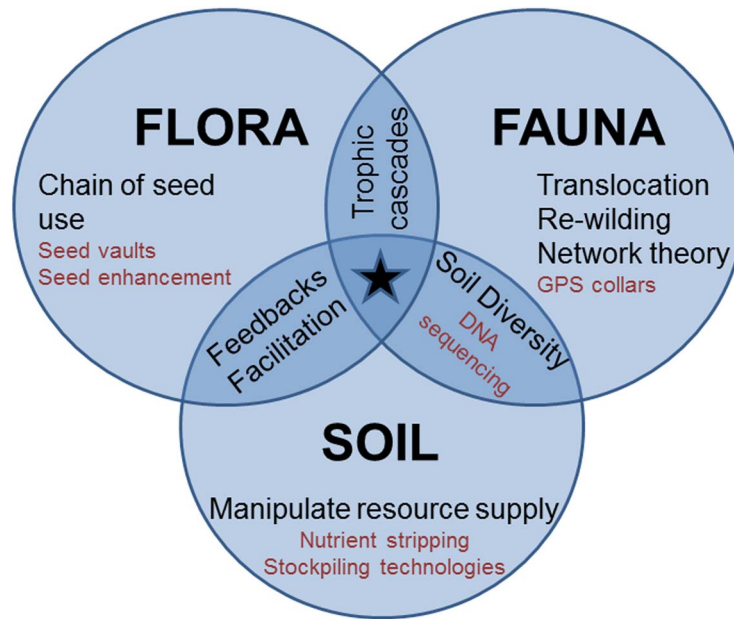 FLORA
Chain of seed
use
Seed vaults
Seed enhancement
Trophic
cascades
FAUNA
Translocation
Re-wilding
Network theory
GPS collars
Feedbacks
Facilitation
Soil Diversity
DNA
sequencing
SOIL
Manipulate resource supply
Nutrient stripping
Stockpiling technologies